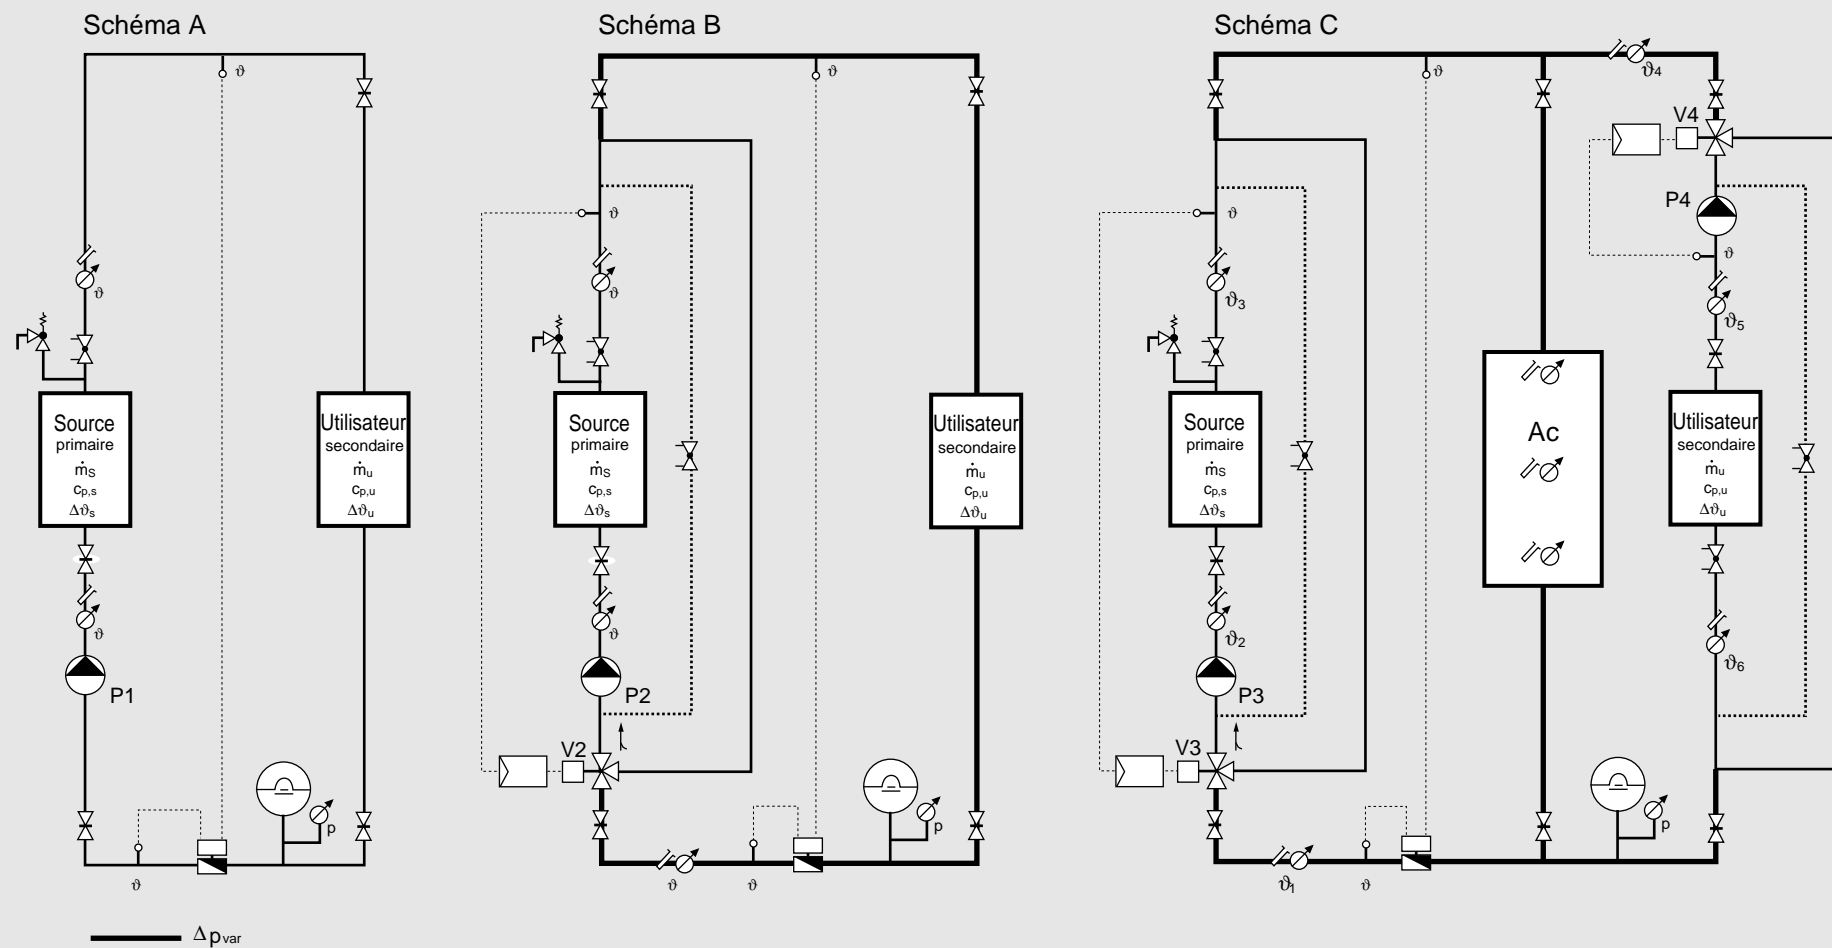 Schéma A
ϑ
ϑ
Source
primaire
ṁS
cp,s
Δϑs
Utilisateur
secondaire
ṁu
cp,u
Δϑu
ϑ
P1
p
ϑ
Δpvar
Schéma B
ϑ
ϑ
ϑ
Source
primaire
ṁS
cp,s
Δϑs
Utilisateur
secondaire
ṁu
cp,u
Δϑu
ϑ
P2
V2
p
ϑ
ϑ
Schéma C
ϑ
ϑ4
V4
P4
ϑ
ϑ
ϑ3
ϑ5
Source
primaire
ṁS
cp,s
Δϑs
Ac
Utilisateur
secondaire
ṁu
cp,u
Δϑu
ϑ2
ϑ6
P3
V3
p
ϑ1
ϑ